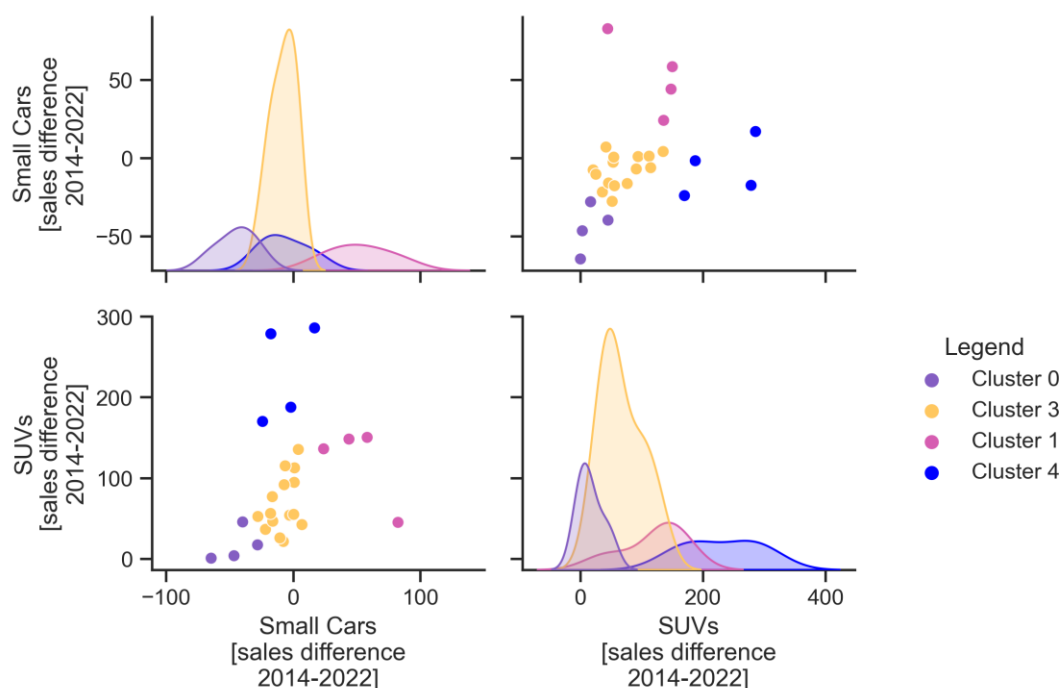 Small Cars
[sales difference
2014-2022]
50
0
−50
SUVs
[sales difference
2014-2022]
300
200
100
0
−100
0
100
Small Cars
[sales difference
2014-2022]
0
200
400
SUVs
[sales difference
2014-2022]
Legend
Cluster 0
Cluster 3
Cluster 1
Cluster 4